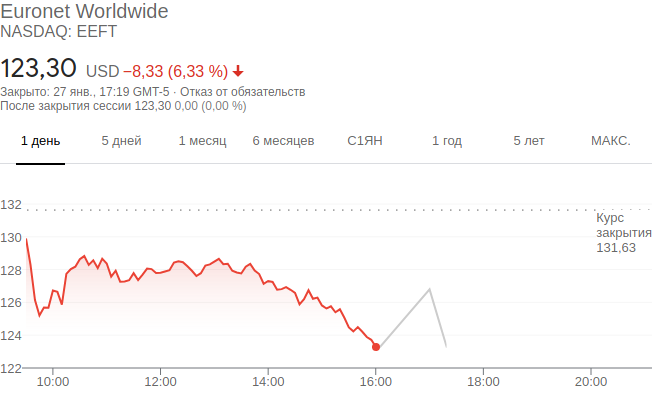 Euronet Worldwide
NASDAQ: EEFT
123,30 USD −8,33 (6,33 %)
Закрыто: 27 янв., 17:19 GMT-5 · Отказ от обязательств
После закрытия сессии 123,30 0,00 (0,00 %)
1 день 5 дней 1 месяц 6 месяцев С1ЯН 1 год 5 лет МАКС.
132
Курс
закрытия
131,63
130
128
126
124
122
10:00 12:00 14:00 16:00 18:00 20:00